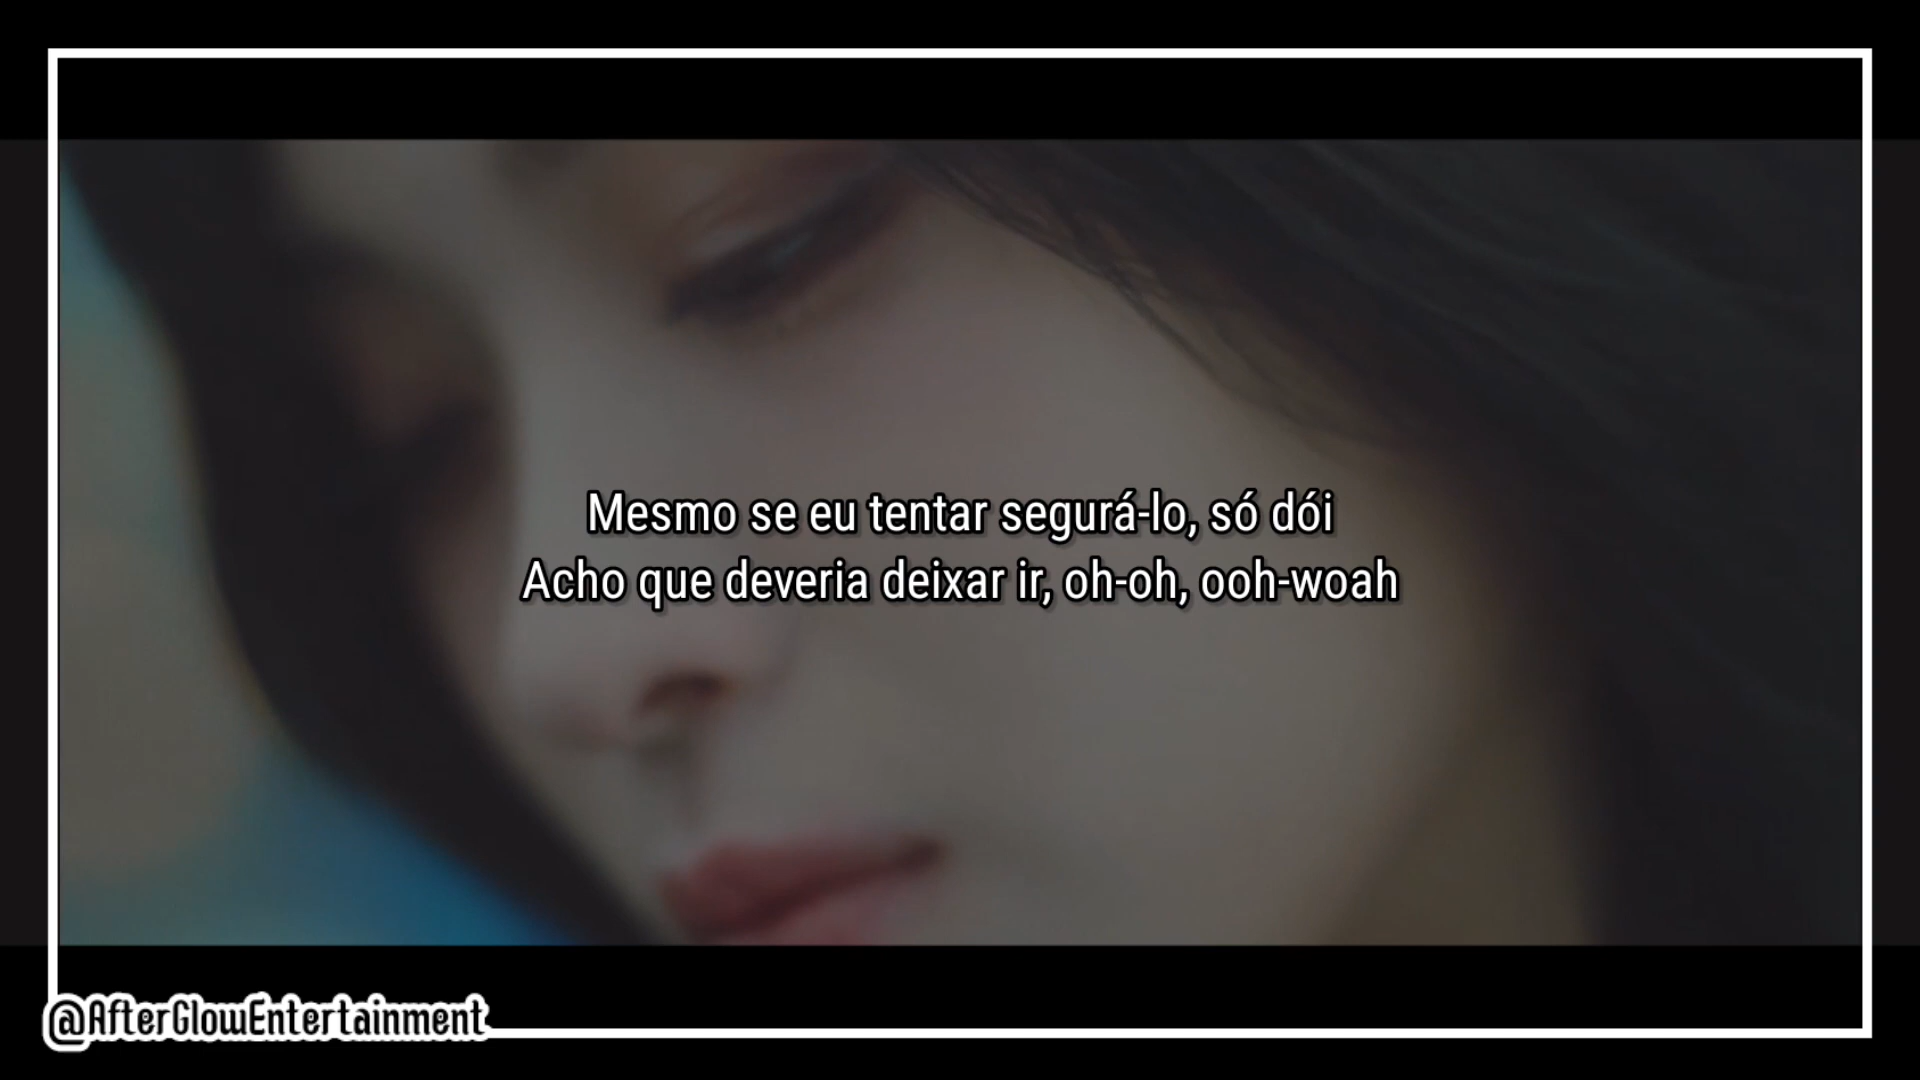 Mesmo se eu tentar segurá-lo, só dói
Acho que deveria deixar ir, oh-oh, ooh-woah
@AfterGlowEntertainment